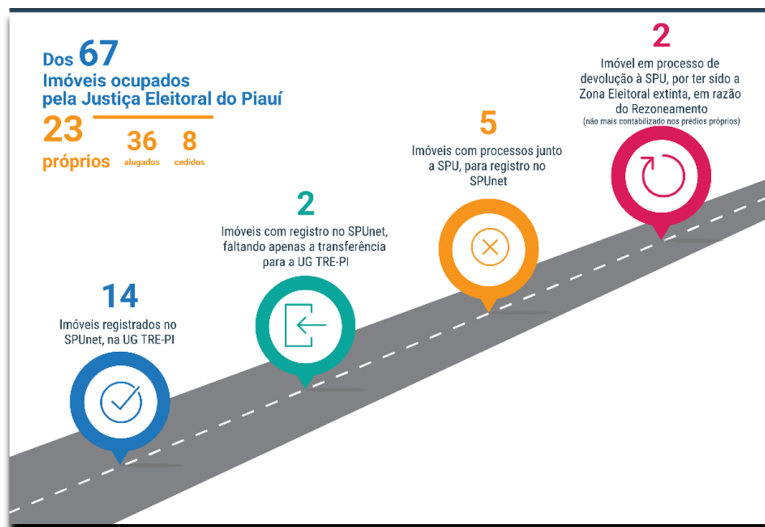 Dos 67
Imóveis ocupados
pela Justiça Eleitoral do Piauí
23
próprios
36
alugados
8
cedidos
14
Imóveis registrados no
SPUnet, na UG TRE-PI
2
Imóveis com registro no SPUnet,
faltando apenas a transferência
para a UG TRE-PI
5
Imóveis com processos junto
a SPU, para registro no
SPUnet
2
Imóvel em processo de
devolução à SPU, por ter sido a
Zona Eleitoral extinta, em razão
do Rezoneamento
(não mais contabilizado nos prédios próprios)